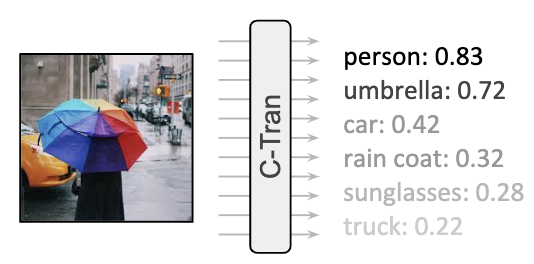 C-Tran
person: 0.83
umbrella: 0.72
car: 0.42
rain coat: 0.32
sunglasses: 0.28
truck: 0.22